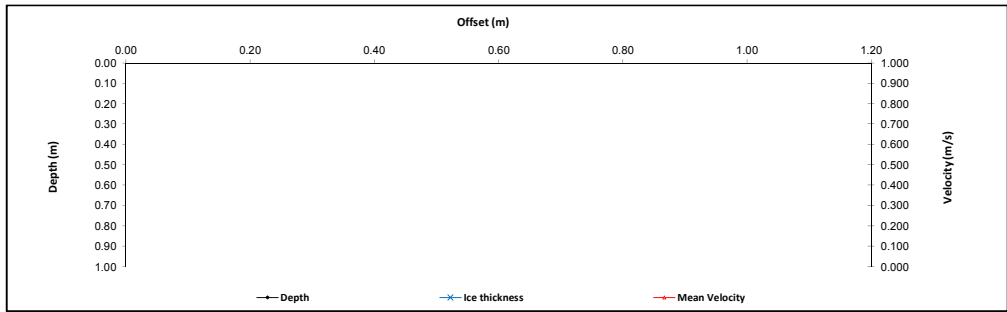 Offset (m)
0.00 0.20 0.40 0.60 0.80 1.00 1.20
0.00 1.000
0.10 0.900
0.20 0.800
0.30 0.700
0.40 0.600
0.50 0.500
0.60 0.400
0.70 0.300
0.80 0.200
0.90 0.100
1.00 0.000
Depth (m)
Velocity (m/s)
Depth Ice thickness Mean Velocity